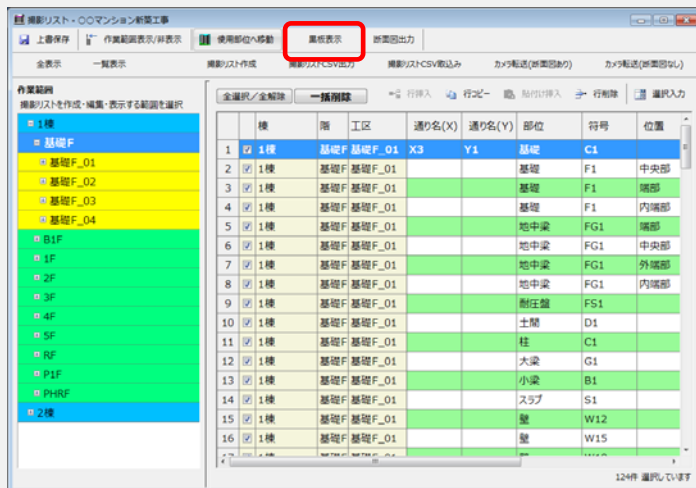 撮影リスト - 〇〇マンション新築工事
上書保存 作業範囲表示/非表示 使用部位へ移動 黒板表示 断面図出力
全表示 一覧表示 撮影リスト作成 撮影リストCSV出力 撮影リストCSV取込み カメラ転送(断面図あり) カメラ転送(断面図なし)
作業範囲
撮影リストを作成・編集・表示する範囲を選択
全選択/全解除 一括削除 行挿入 行コピー 貼付け挿入 行削除 選択入力
1棟
基礎F
基礎F_01
基礎F_02
基礎F_03
基礎F_04
B1F
1F
2F
3F
4F
5F
RF
P1F
PHRF
2棟
棟 階 工区 通り名(X) 通り名(Y) 部位 符号 位置
1 1棟 基礎F 基礎F_01 X3 Y1 基礎 C1
2 1棟 基礎F 基礎F_01 基礎 F1 中央部
3 1棟 基礎F 基礎F_01 基礎 F1 端部
4 1棟 基礎F 基礎F_01 基礎 F1 内端部
5 1棟 基礎F 基礎F_01 地中梁 FG1 端部
6 1棟 基礎F 基礎F_01 地中梁 FG1 中央部
7 1棟 基礎F 基礎F_01 地中梁 FG1 外端部
8 1棟 基礎F 基礎F_01 地中梁 FG1 内端部
9 1棟 基礎F 基礎F_01 耐圧盤 FS1
10 1棟 基礎F 基礎F_01 土間 D1
11 1棟 基礎F 基礎F_01 柱 C1
12 1棟 基礎F 基礎F_01 大梁 G1
13 1棟 基礎F 基礎F_01 小梁 B1
14 1棟 基礎F 基礎F_01 スラブ S1
15 1棟 基礎F 基礎F_01 壁 W12
16 1棟 基礎F 基礎F_01 壁 W15
124件 選択しています